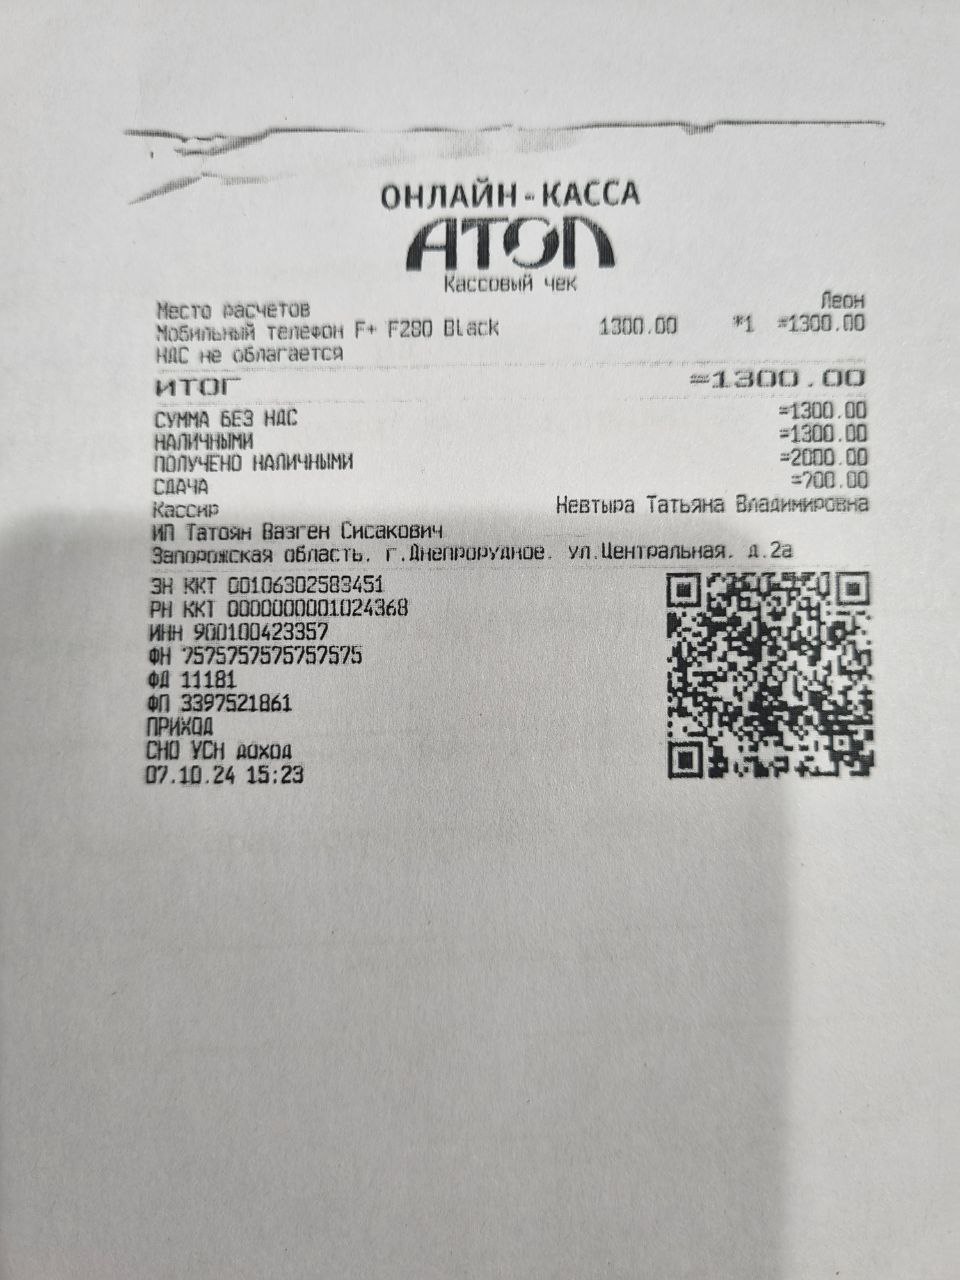 ОНЛАЙН-КАССА
АТОЛ
Кассовый чек
Место расчетов Леон
Мобильный телефон F+ F280 Black 1300.00 *1 =1300.00
НДС не облагается
ИТОГ =1300.00
СУММА БЕЗ НДС =1300.00
НАЛИЧНЫМИ =1300.00
ПОЛУЧЕНО НАЛИЧНЫМИ =2000.00
СДАЧА =700.00
Кассир Невтыра Татьяна Владимировна
ИП Татоян Вазген Сисакович
Запорожская область, г.Днепрорудное, ул.Центральная, д.2а
ЗН ККТ 00106302583451
РН ККТ 0000000001024368
ИНН 900100423357
ФН 7575757575757575
ФД 11181
ФП 3397521861
ПРИХОД
СНО УСН доход
07.10.24 15:23